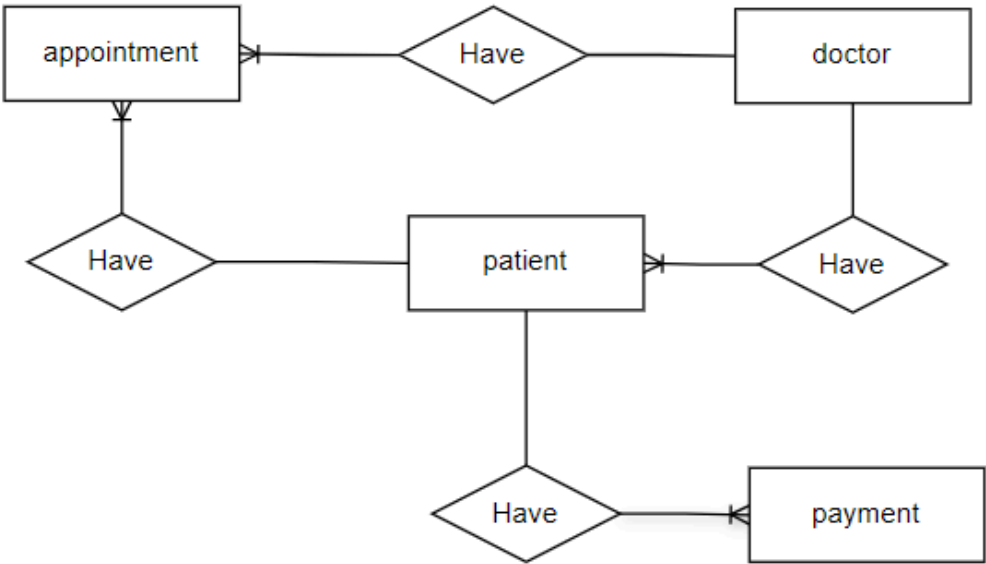 appointment
Have
doctor
Have
patient
Have
Have
payment